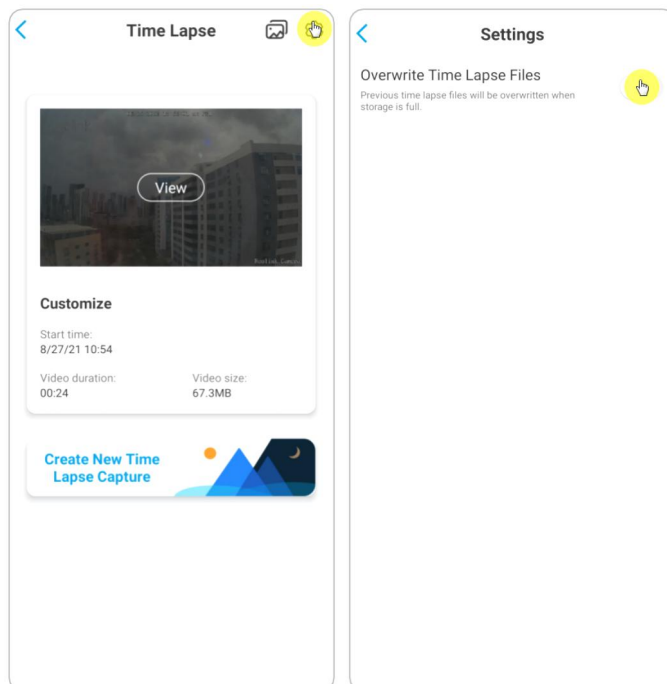 Time Lapse
View
Customize
Start time:
8/27/21 10:54
Video duration:
Video size:
00:24
67.3MB
Create New Time
Lapse Capture
Settings
Overwrite Time Lapse Files
Previous time lapse files will be overwritten when
storage is full.